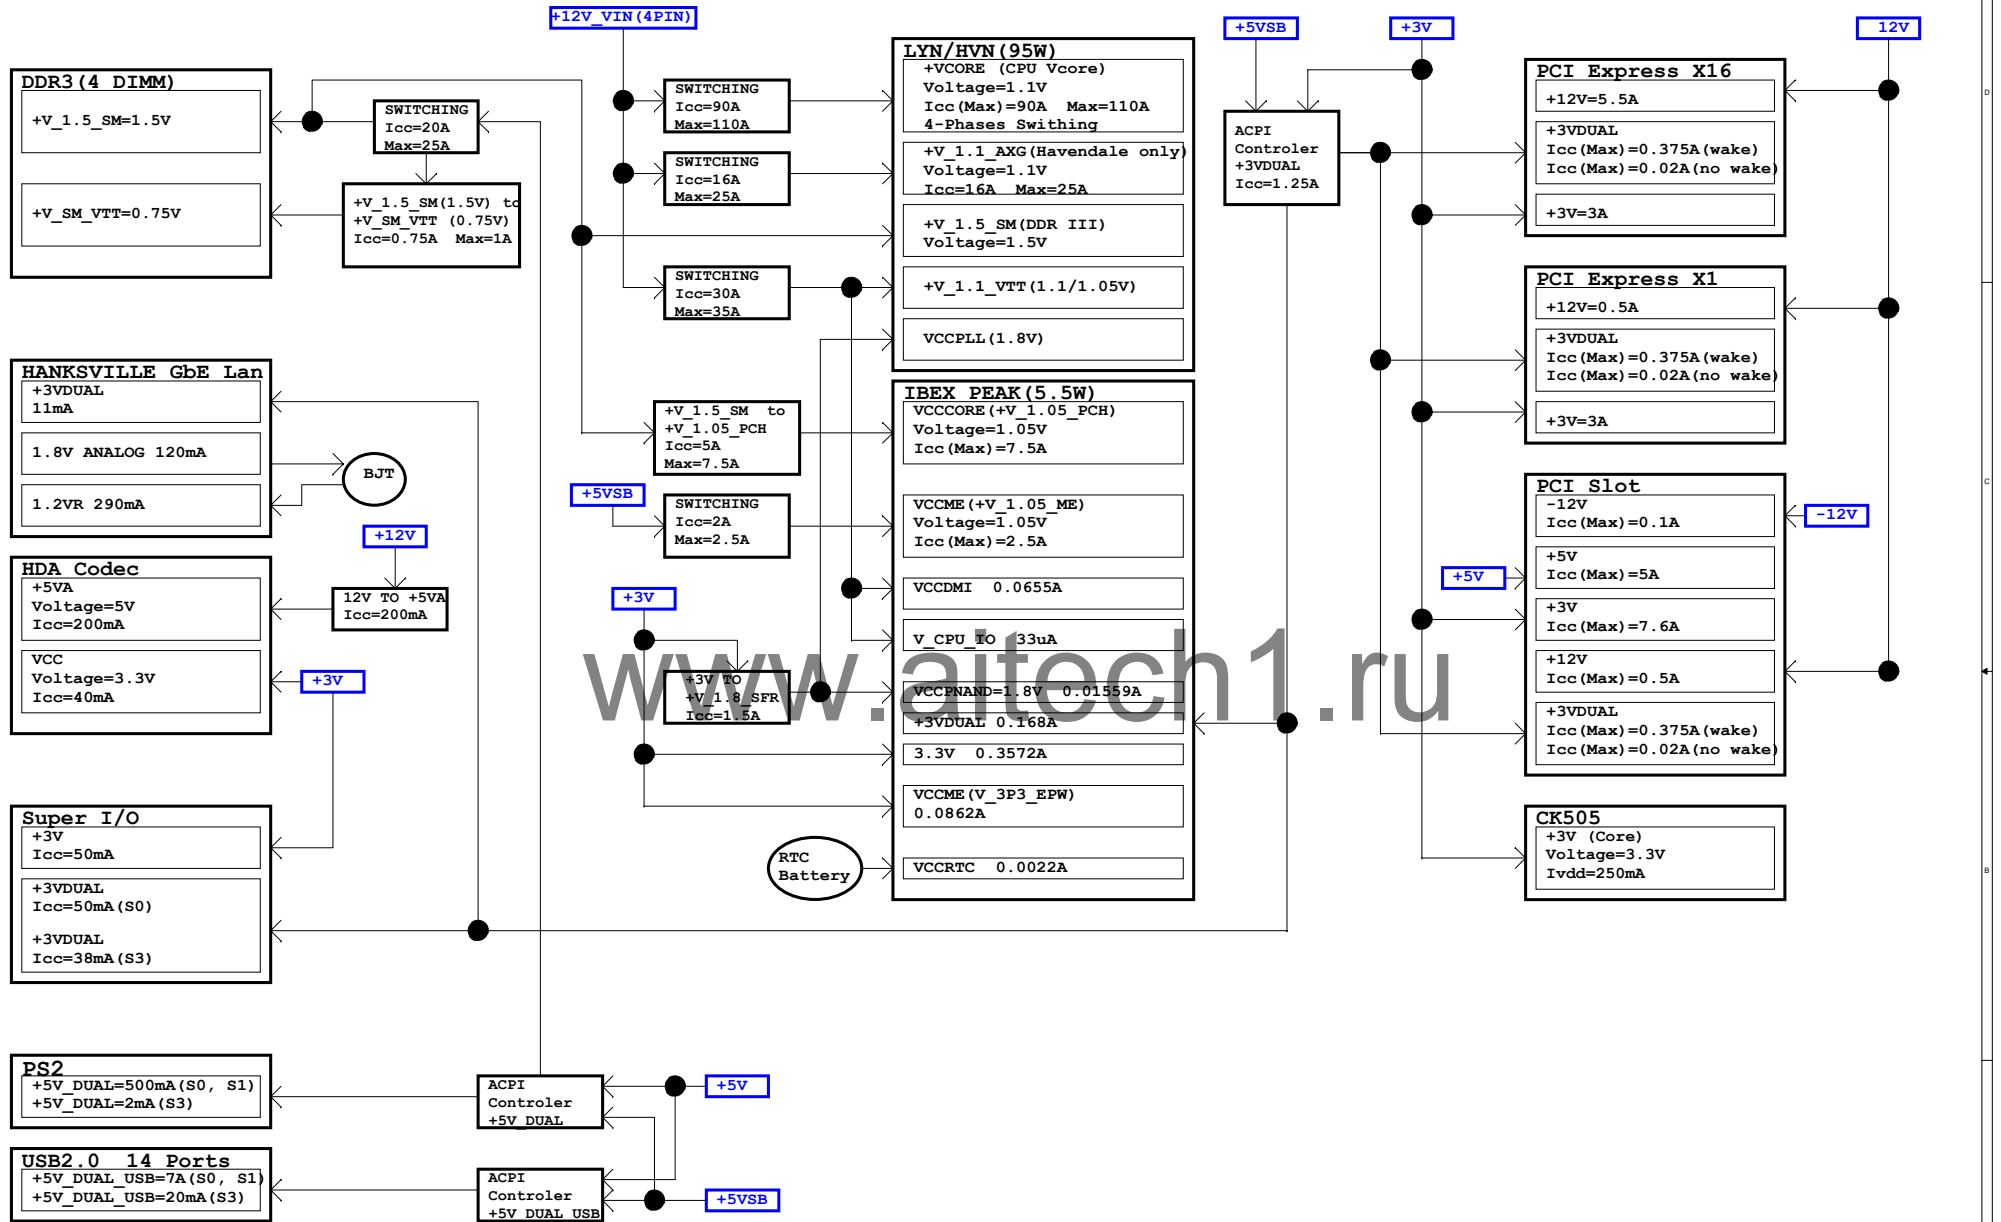 +12V_VIN(4PIN)
+5VSB
+3V
12V
DDR3(4 DIMM)
+V_1.5_SM=1.5V
+V_SM_VTT=0.75V
SWITCHING
Icc=20A
Max=25A
+V_1.5_SM(1.5V) to
+V_SM_VTT (0.75V)
Icc=0.75A Max=1A
SWITCHING
Icc=90A
Max=110A
SWITCHING
Icc=16A
Max=25A
SWITCHING
Icc=30A
Max=35A
LYN/HVN(95W)
+VCORE (CPU Vcore)
Voltage=1.1V
Icc(Max)=90A Max=110A
4-Phases Swithing
+V_1.1_AXG(Havendale only)
Voltage=1.1V
Icc=16A Max=25A
+V_1.5_SM(DDR III)
Voltage=1.5V
+V_1.1_VTT(1.1/1.05V)
VCCPLL(1.8V)
ACPI
Controler
+3VDUAL
Icc=1.25A
PCI Express X16
+12V=5.5A
+3VDUAL
Icc(Max)=0.375A(wake)
Icc(Max)=0.02A(no wake)
+3V=3A
PCI Express X1
+12V=0.5A
+3VDUAL
Icc(Max)=0.375A(wake)
Icc(Max)=0.02A(no wake)
+3V=3A
HANKSVILLE GbE Lan
+3VDUAL
11mA
1.8V ANALOG 120mA
1.2VR 290mA
BJT
+12V
12V TO +5VA
Icc=200mA
HDA Codec
+5VA
Voltage=5V
Icc=200mA
VCC
Voltage=3.3V
Icc=40mA
+3V
+V_1.5_SM to
+V_1.05_PCH
Icc=5A
Max=7.5A
+5VSB
SWITCHING
Icc=2A
Max=2.5A
+3V
+3V TO
+V_1.8_SFR
Icc=1.5A
IBEX PEAK(5.5W)
VCCCORE(+V_1.05_PCH)
Voltage=1.05V
Icc(Max)=7.5A
VCCME(+V_1.05_ME)
Voltage=1.05V
Icc(Max)=2.5A
VCCDMI 0.0655A
V_CPU_IO 33uA
VCCPNAND=1.8V 0.01559A
+3VDUAL 0.168A
3.3V 0.3572A
VCCME(V_3P3_EPW)
0.0862A
VCCRTC 0.0022A
RTC
Battery
www.aitech1.ru
PCI Slot
-12V
Icc(Max)=0.1A
+5V
Icc(Max)=5A
+3V
Icc(Max)=7.6A
+12V
Icc(Max)=0.5A
+3VDUAL
Icc(Max)=0.375A(wake)
Icc(Max)=0.02A(no wake)
-12V
+5V
CK505
+3V (Core)
Voltage=3.3V
Ivdd=250mA
Super I/O
+3V
Icc=50mA
+3VDUAL
Icc=50mA(S0)
+3VDUAL
Icc=38mA(S3)
PS2
+5V_DUAL=500mA(S0, S1)
+5V_DUAL=2mA(S3)
ACPI
Controler
+5V_DUAL
+5V
USB2.0 14 Ports
+5V_DUAL_USB=7A(S0, S1)
+5V_DUAL_USB=20mA(S3)
ACPI
Controler
+5V_DUAL_USB
+5VSB
D
C
B